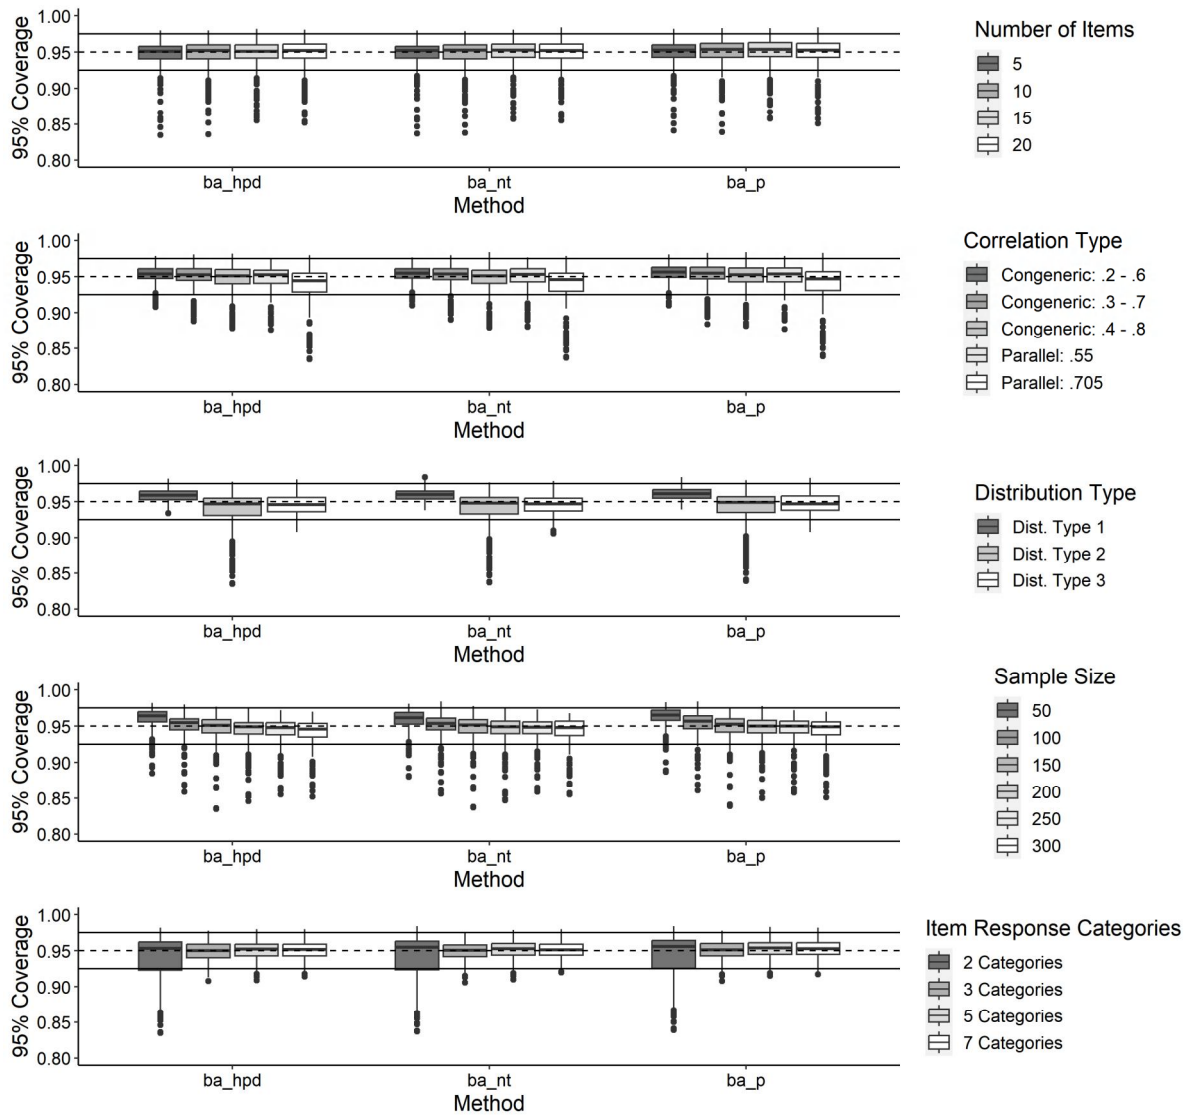 95% Coverage
1.00
0.95
0.90
0.85
0.80
ba_hpd
ba_nt
ba_p
Method
Number of Items
5
10
15
20
95% Coverage
1.00
0.95
0.90
0.85
0.80
ba_hpd
ba_nt
ba_p
Method
Correlation Type
Congeneric: .2 - .6
Congeneric: .3 - .7
Congeneric: .4 - .8
Parallel: .55
Parallel: .705
95% Coverage
1.00
0.95
0.90
0.85
0.80
ba_hpd
ba_nt
ba_p
Method
Distribution Type
Dist. Type 1
Dist. Type 2
Dist. Type 3
95% Coverage
1.00
0.95
0.90
0.85
0.80
ba_hpd
ba_nt
ba_p
Method
Sample Size
50
100
150
200
250
300
95% Coverage
1.00
0.95
0.90
0.85
0.80
ba_hpd
ba_nt
ba_p
Method
Item Response Categories
2 Categories
3 Categories
5 Categories
7 Categories